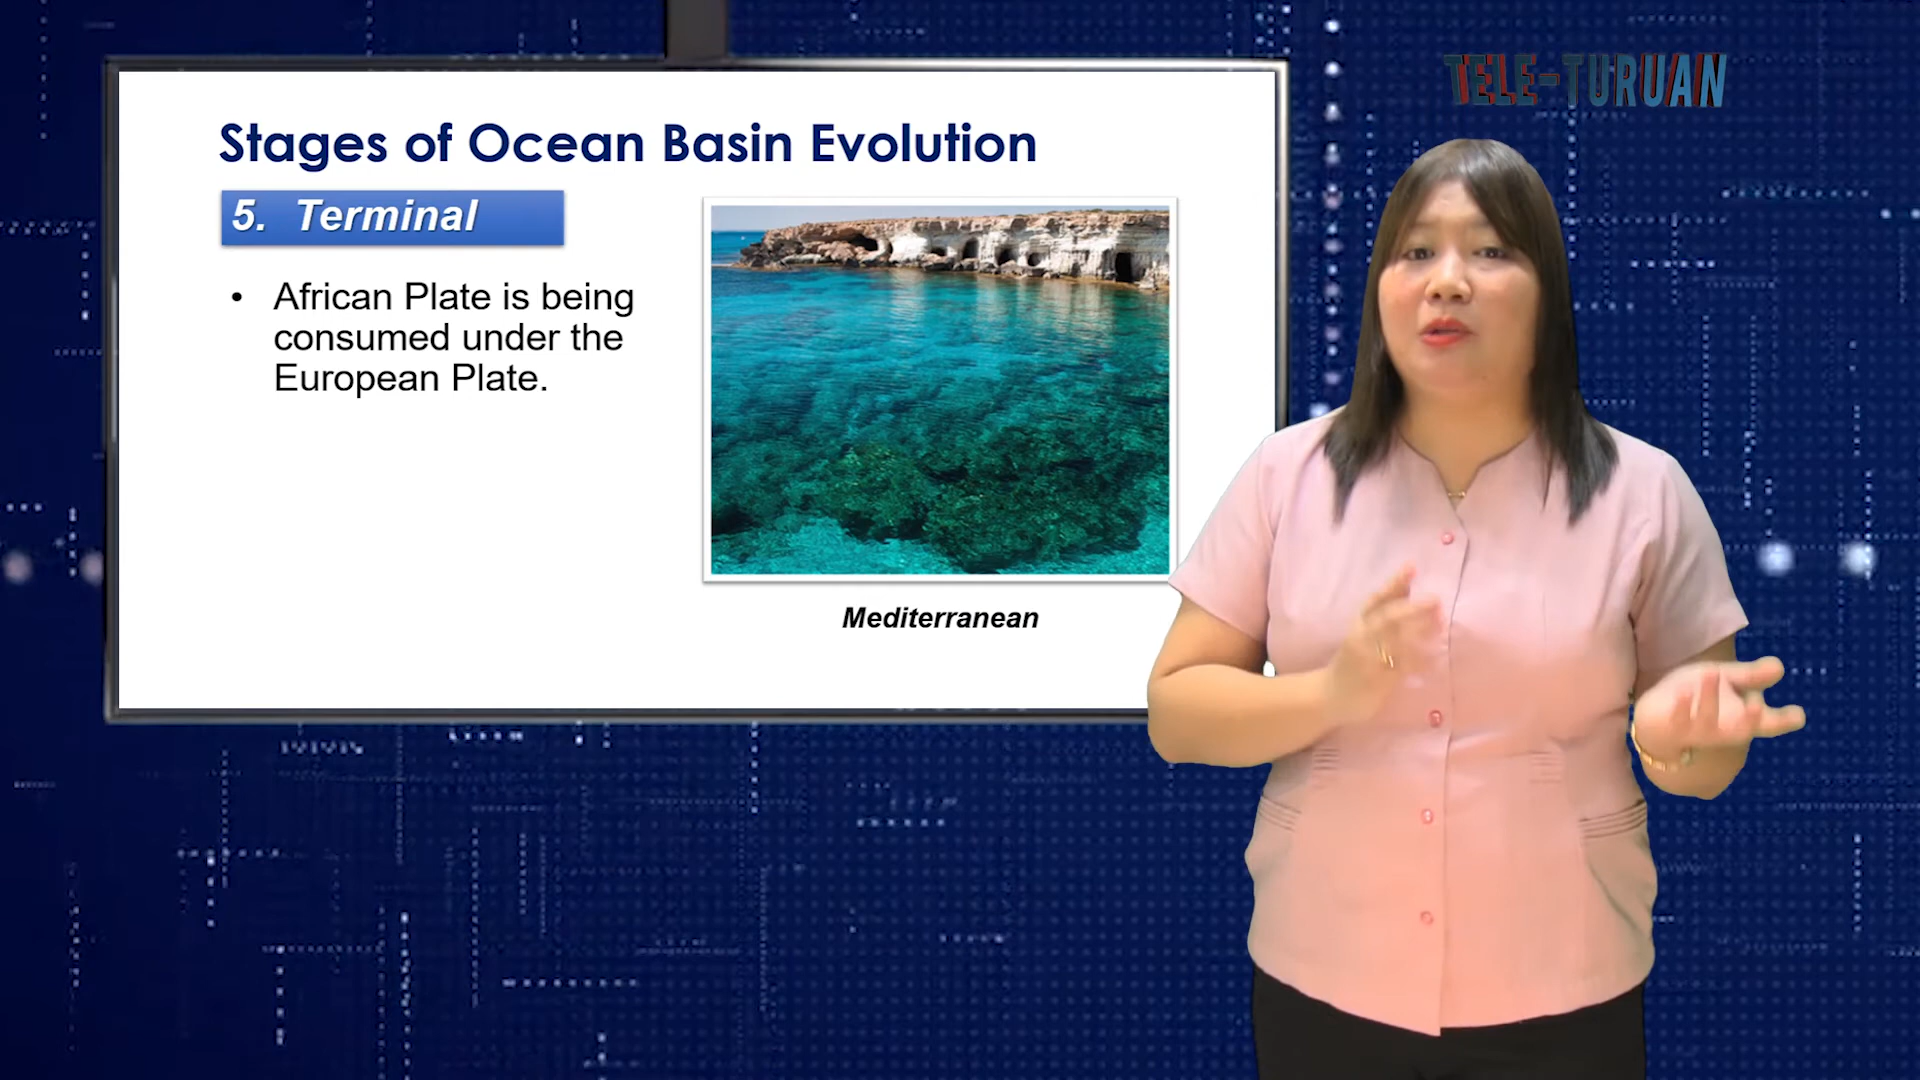 TELE-TURUAN
Stages of Ocean Basin Evolution
5. Terminal
• African Plate is being
consumed under the
European Plate.
Mediterranean